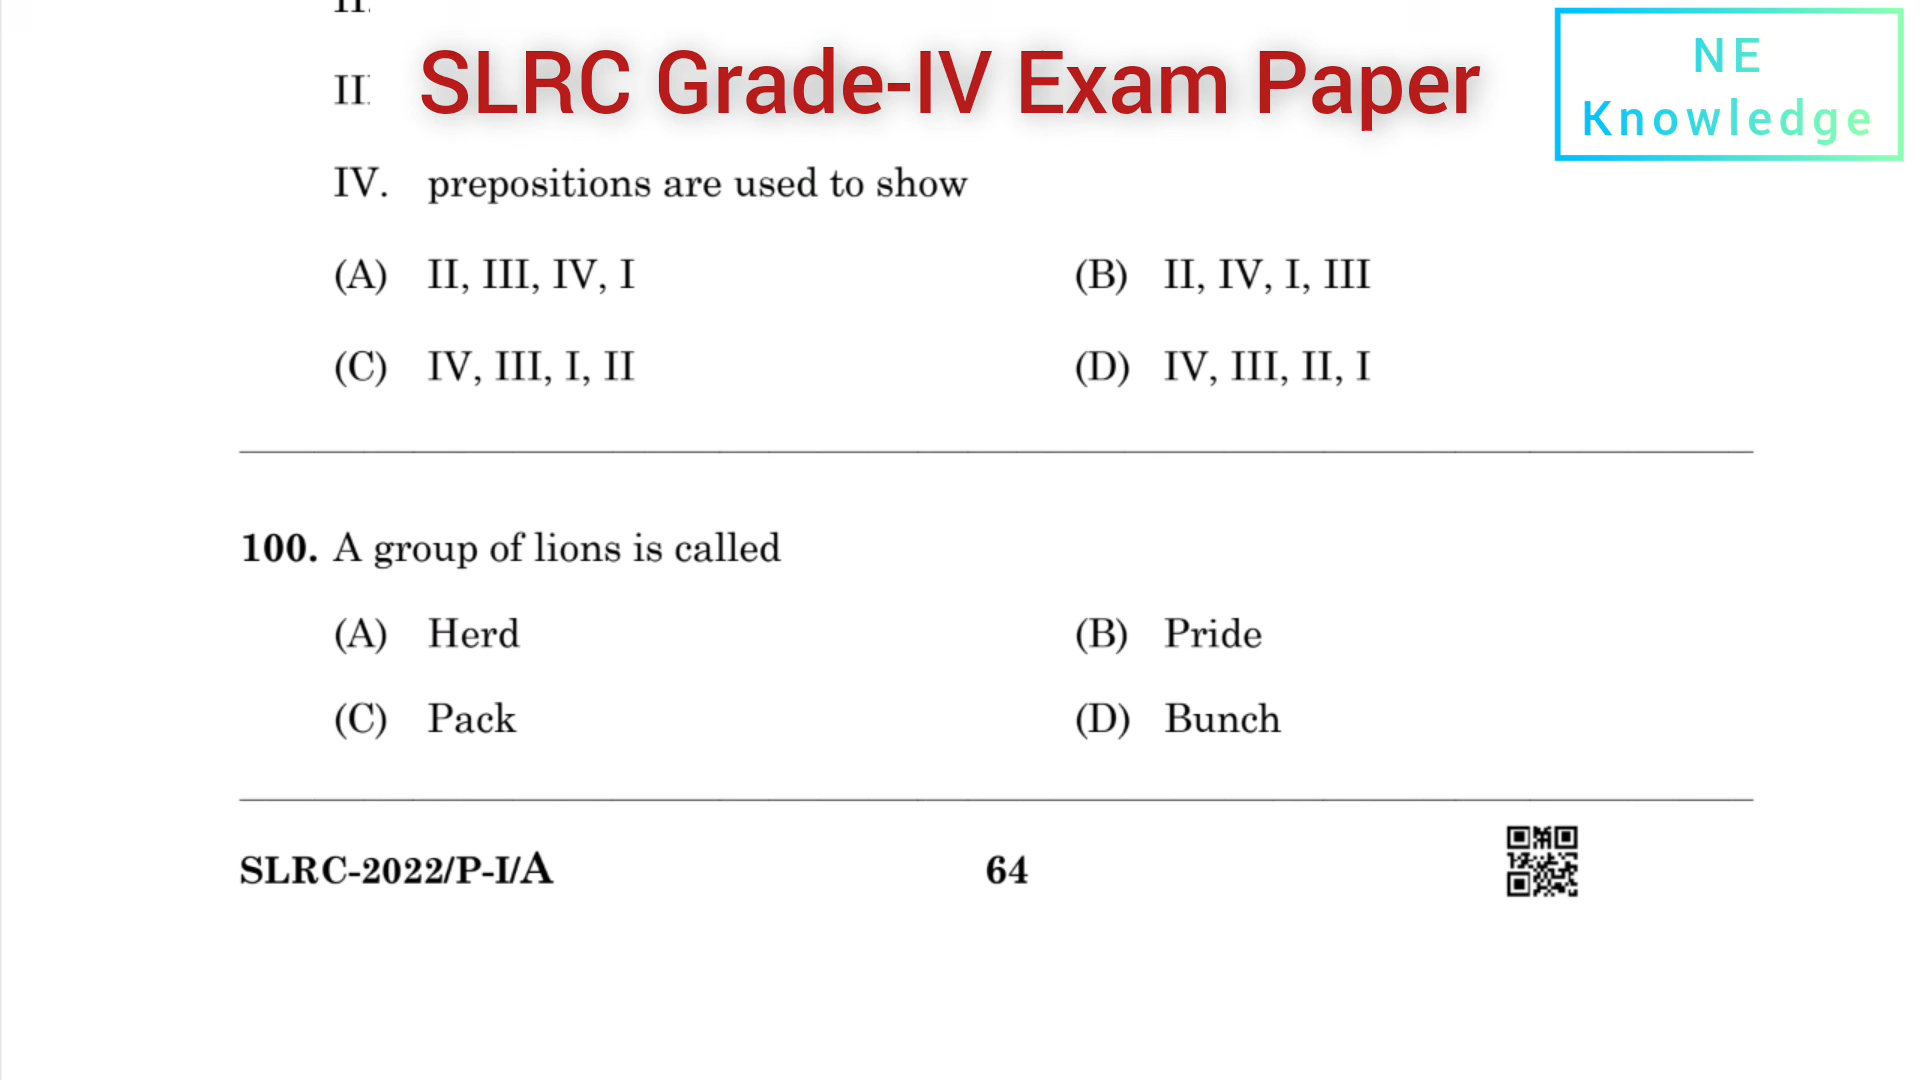 SLRC Grade-IV Exam Paper
NE
Knowledge
IV. prepositions are used to show
(A) II, III, IV, I (B) II, IV, I, III
(C) IV, III, I, II (D) IV, III, II, I
100. A group of lions is called
(A) Herd (B) Pride
(C) Pack (D) Bunch
SLRC-2022/P-I/A 64